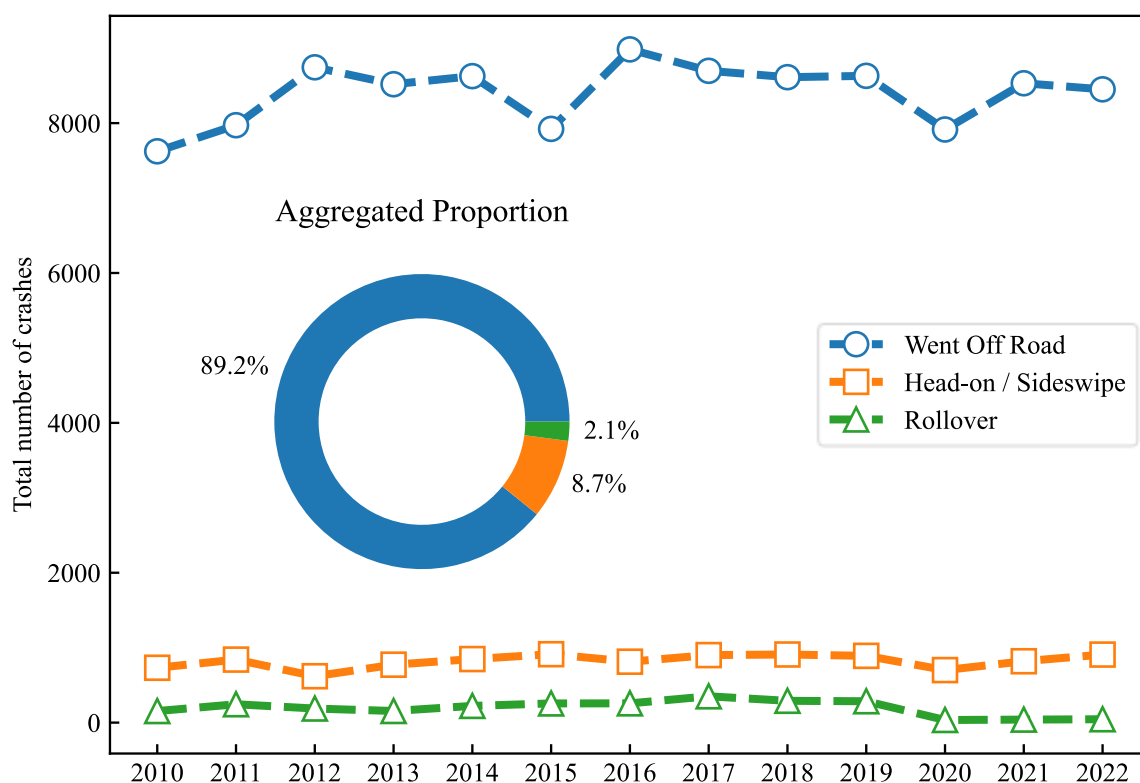 8000
6000
4000
2000
0
Total number of crashes
Aggregated Proportion
89.2%
2.1%
8.7%
Went Off Road
Head-on / Sideswipe
Rollover
2010 2011 2012 2013 2014 2015 2016 2017 2018 2019 2020 2021 2022